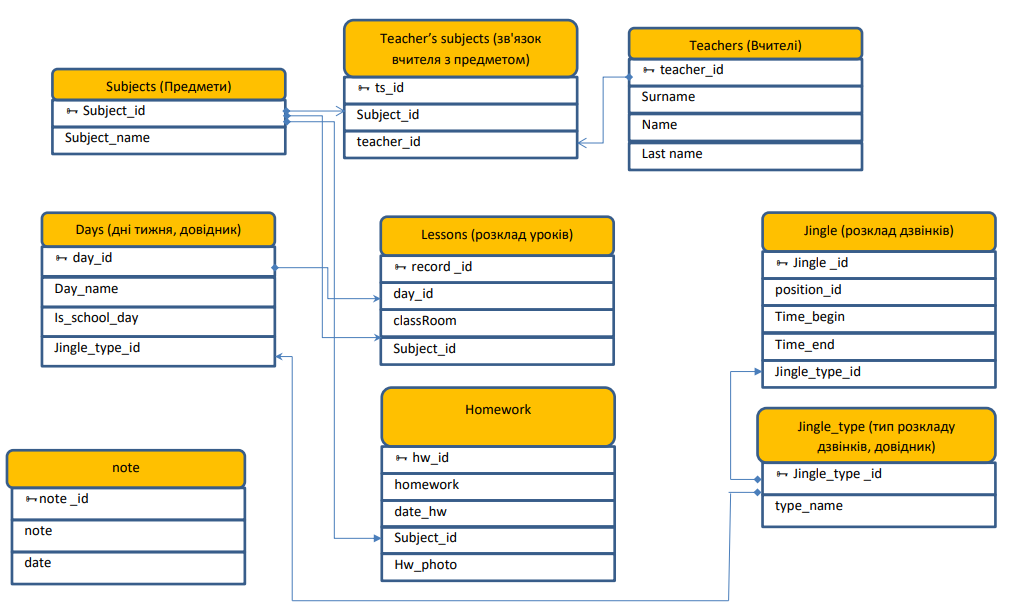 Teacher's subjects (зв'язок
вчителя з предметом)
ts_id
Subject_id
teacher_id
Teachers (Вчителі)
teacher_id
Surname
Name
Last name
Subjects (Предмети)
Subject_id
Subject_name
Days (дні тижня, довідник)
day_id
Day_name
Is_school_day
Jingle_type_id
Lessons (розклад уроків)
record _id
day_id
classRoom
Subject_id
Jingle (розклад дзвінків)
Jingle _id
position_id
Time_begin
Time_end
Jingle_type_id
Homework
hw_id
homework
date_hw
Subject_id
Hw_photo
Jingle_type (тип розкладу
дзвінків, довідник)
Jingle_type _id
type_name
note
note _id
note
date